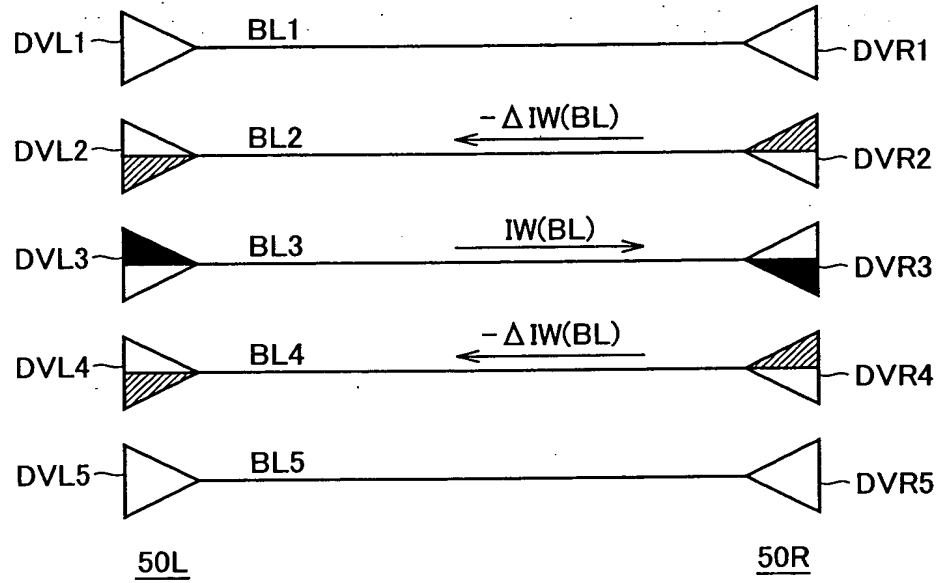 DVL1 BL1 DVR1
-ΔIW(BL)
DVL2 BL2 DVR2
IW(BL)
DVL3 BL3 DVR3
-ΔIW(BL)
DVL4 BL4 DVR4
DVL5 BL5 DVR5
50L 50R